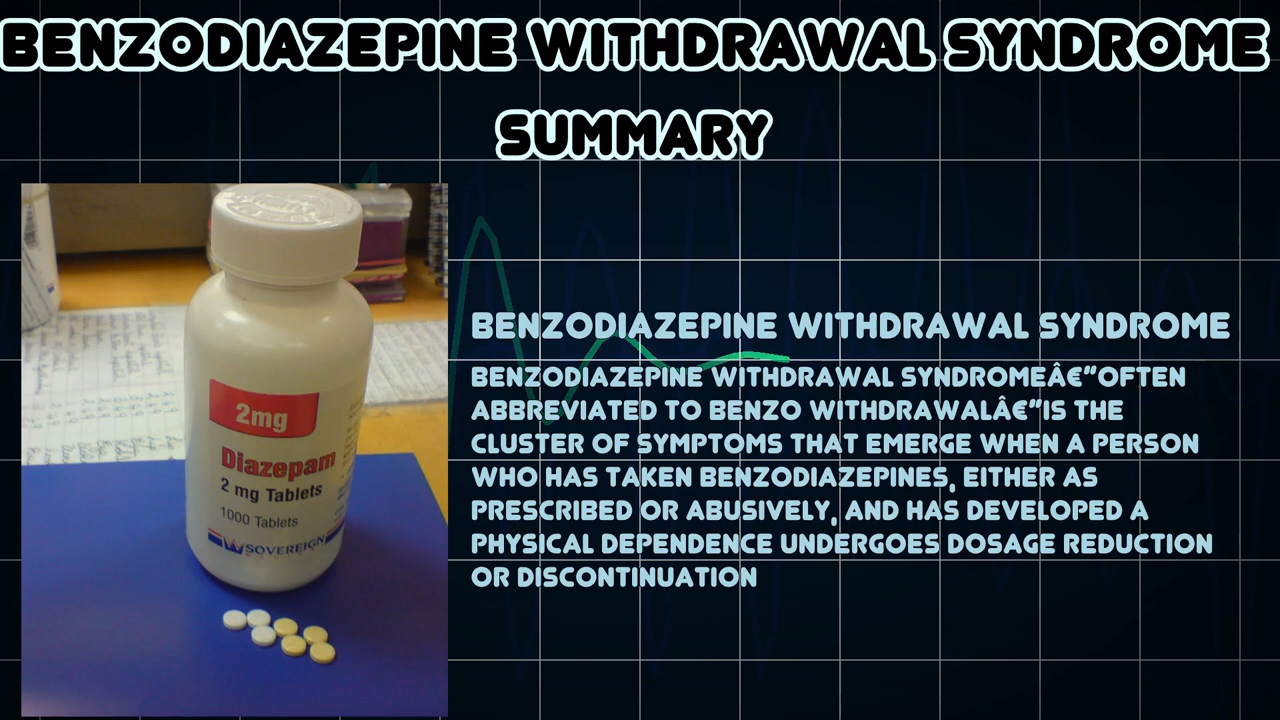 BENZODIAZEPINE WITHDRAWAL SYNDROME
SUMMARY
2mg
Diazepam
2 mg Tablets
1000 Tablets
SOVEREIGN
BENZODIAZEPINE WITHDRAWAL SYNDROME
BENZODIAZEPINE WITHDRAWAL SYNDROMEÂ€”OFTEN
ABBREVIATED TO BENZO WITHDRAWALÂ€”IS THE
CLUSTER OF SYMPTOMS THAT EMERGE WHEN A PERSON
WHO HAS TAKEN BENZODIAZEPINES, EITHER AS
PRESCRIBED OR ABUSIVELY, AND HAS DEVELOPED A
PHYSICAL DEPENDENCE UNDERGOES DOSAGE REDUCTION
OR DISCONTINUATION